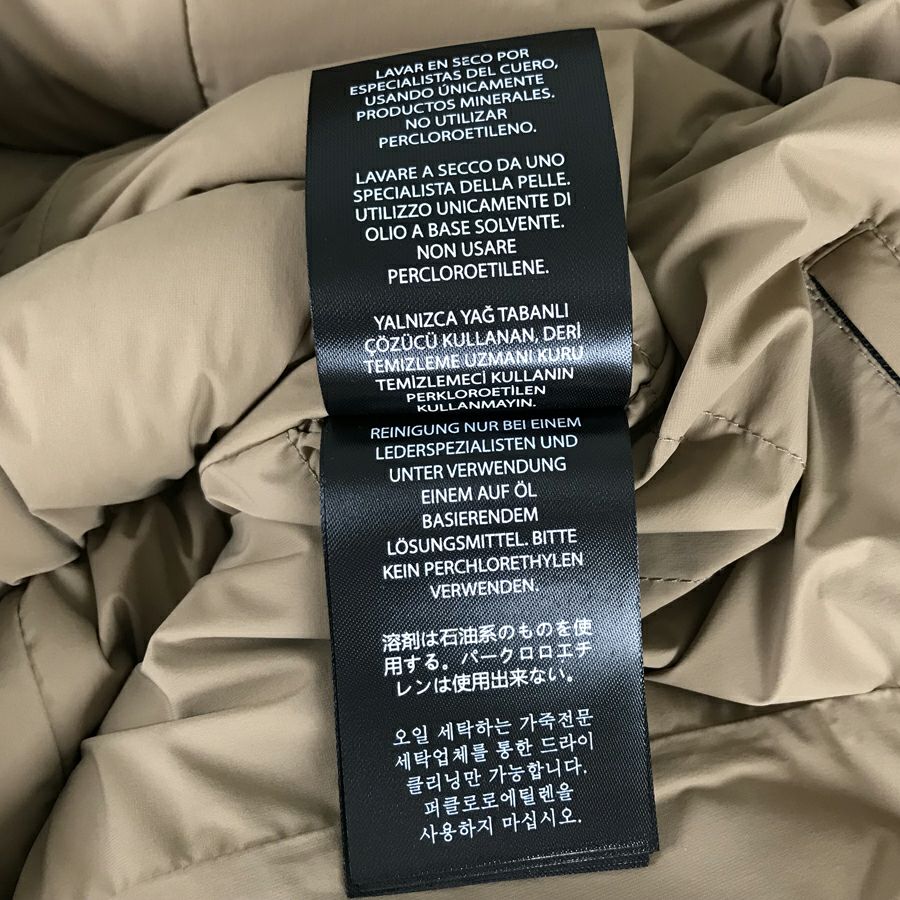 LAVAR EN SECO POR
ESPECIALISTAS DEL CUERO,
USANDO ÚNICAMENTE
PRODUCTOS MINERALES.
NO UTILIZAR
PERCLOROETILENO.
LAVARE A SECCO DA UNO
SPECIALISTA DELLA PELLE.
UTILIZZO UNICAMENTE DI
OLIO A BASE SOLVENTE.
NON USARE
PERCLOROETILENE.
YALNIZCA YAĞ TABANLI
ÇÖZÜCÜ KULLANAN, DERİ
TEMİZLEME UZMANI KURU
TEMİZLEMECİ KULLANIN
PERKLOROETİLEN
KULLANMAYIN.
REINIGUNG NUR BEI EINEM
LEDERSPEZIALISTEN UND
UNTER VERWENDUNG
EINEM AUF ÖL
BASIERENDEM
LÖSUNGSMITTEL. BITTE
KEIN PERCHLORETHYLEN
VERWENDEN.
溶剤は石油系のものを使
用する。パークロロエチ
レンは使用出来ない。
오일 세탁하는 가죽전문
세탁업체를 통한 드라이
클리닝만 가능합니다.
퍼클로로에틸렌을
사용하지 마십시오.